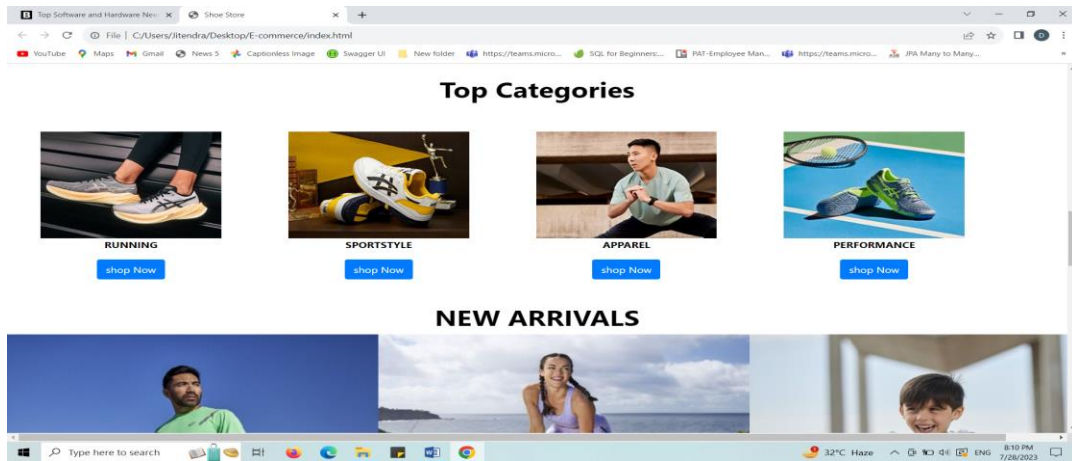 Top Software and Hardware New
Shoe Store
File | C:/Users/Jitendra/Desktop/E-commerce/index.html
YouTube Maps Gmail News 5 Captionless Image Swagger UI New folder https://teams.micro... SQL for Beginners:... PAT-Employee Man... https://teams.micro... JPA Many to Many...
Top Categories
RUNNING
SPORTSTYLE
APPAREL
PERFORMANCE
shop Now
shop Now
shop Now
shop Now
NEW ARRIVALS
Type here to search
32°C Haze
ENG
8:10 PM
7/28/2023